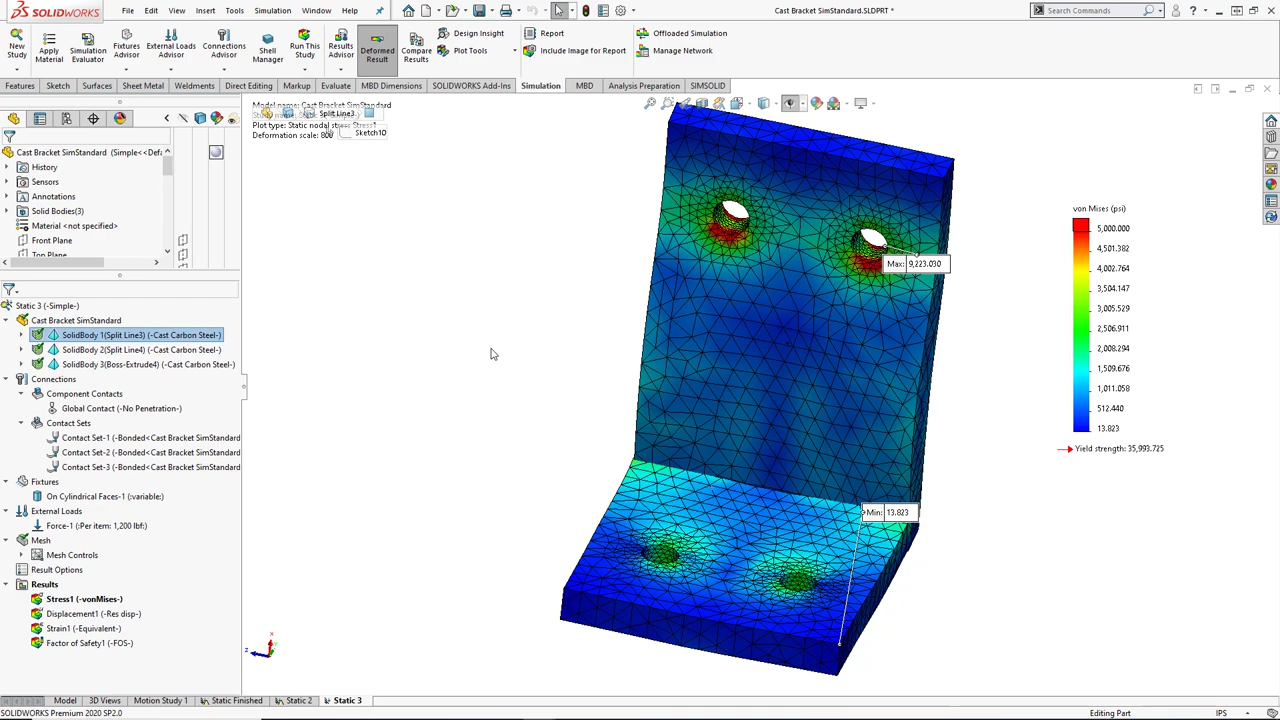 SOLIDWORKS
File Edit View Insert Tools Simulation Window Help
Cast Bracket SimStandard.SLDPRT *
Search Commands
New Study
Apply Material
Simulation Evaluator
Fixtures Advisor
External Loads Advisor
Connections Advisor
Shell Manager
Run This Study
Results Advisor
Deformed Result
Compare Results
Design Insight
Plot Tools
Report
Include Image for Report
Offloaded Simulation
Manage Network
Features Sketch Surfaces Sheet Metal Weldments Direct Editing Markup Evaluate MBD Dimensions SOLIDWORKS Add-Ins Simulation MBD Analysis Preparation SIMSOLID
Model name: Cast Bracket SimStandard
Split Line3
Plot type: Static nodal stress Stress1
Deformation scale: 800
Sketch10
Cast Bracket SimStandard (Simple<<Defa
History
Sensors
Annotations
Solid Bodies(3)
Material <not specified>
Front Plane
Top Plane
Static 3 (-Simple-)
Cast Bracket SimStandard
SolidBody 1(Split Line3) (-Cast Carbon Steel-)
SolidBody 2(Split Line4) (-Cast Carbon Steel-)
SolidBody 3(Boss-Extrude4) (-Cast Carbon Steel-)
Connections
Component Contacts
Global Contact (-No Penetration-)
Contact Sets
Contact Set-1 (-Bonded<Cast Bracket SimStandard
Contact Set-2 (-Bonded<Cast Bracket SimStandard
Contact Set-3 (-Bonded<Cast Bracket SimStandard
Fixtures
On Cylindrical Faces-1 (:variable:)
External Loads
Force-1 (:Per item: 1,200 lbf:)
Mesh
Mesh Controls
Result Options
Results
Stress1 (-vonMises-)
Displacement1 (-Res disp-)
Strain1 (-Equivalent-)
Factor of Safety1 (-FOS-)
Max: 9,223.030
Min: 13.823
von Mises (psi)
5,000.000
4,501.382
4,002.764
3,504.147
3,005.529
2,506.911
2,008.294
1,509.676
1,011.058
512.440
13.823
Yield strength: 35,993.725
x
z
Model 3D Views Motion Study 1 Static Finished Static 2 Static 3
SOLIDWORKS Premium 2020 SP2.0
Editing Part
IPS